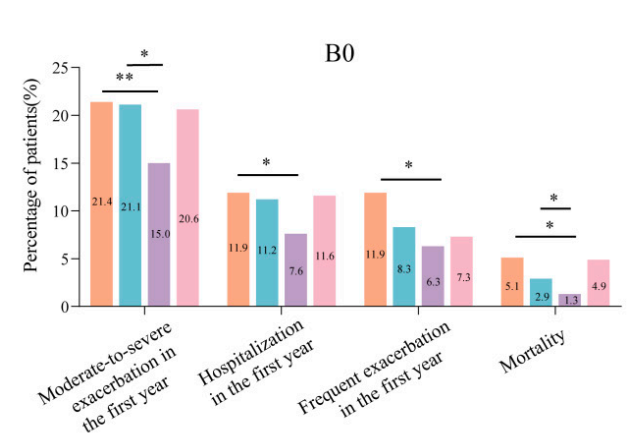 B0
Percentage of patients(%)
25
20
15
10
5
0
*
**
21.4
21.1
15.0
20.6
*
11.9
11.2
7.6
11.6
*
11.9
8.3
6.3
7.3
*
*
5.1
2.9
1.3
4.9
Moderate-to-severe
exacerbation in
the first year
Hospitalization
in the first year
Frequent exacerbation
in the first year
Mortality